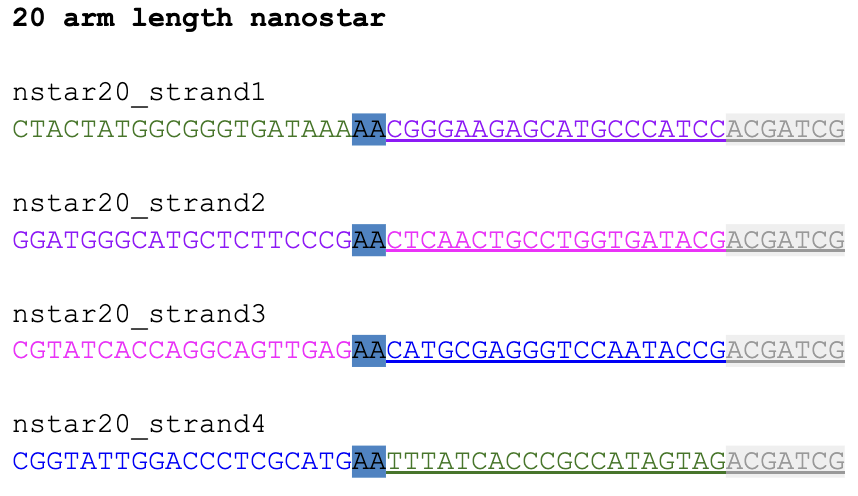 20 arm length nanostar
nstar20_strand1
CTACTATGGCGGGTGATAAAAACGGGAAGAGCATGCCCATCCACGATCG
nstar20_strand2
GGATGGGCATGCTCTTCCCGAACTCAACTGCCTGGTGATACGACGATCG
nstar20_strand3
CGTATCACCAGGCAGTTGAGAACATGCGAGGGTCCAATACCGACGATCG
nstar20_strand4
CGGTATTGGACCCTCGCATGAATTTATCACCCGCCATAGTAGACGATCG